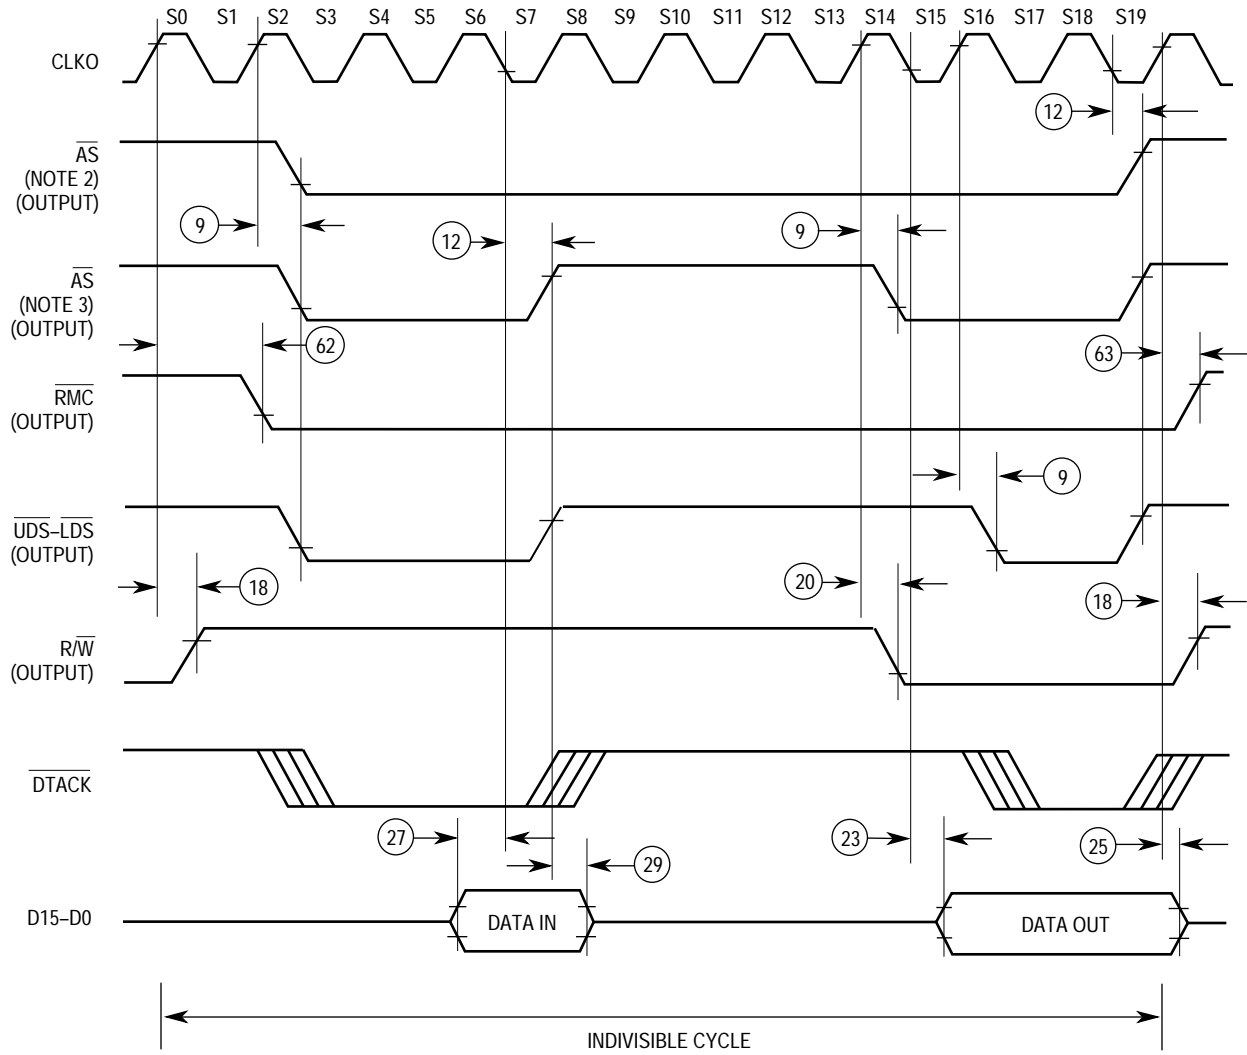 S0 S1 S2 S3 S4 S5 S6 S7 S8 S9 S10 S11 S12 S13 S14 S15 S16 S17 S18 S19
CLKO
12
AS
(NOTE 2)
(OUTPUT)
9
12
9
AS
(NOTE 3)
(OUTPUT)
62
63
RMC
(OUTPUT)
9
UDS–LDS
(OUTPUT)
18
20
18
R/W
(OUTPUT)
DTACK
27
23
25
29
D15–D0
DATA IN
DATA OUT
INDIVISIBLE CYCLE